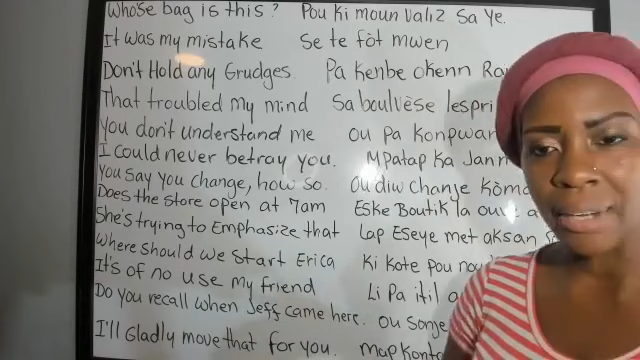 Whose bag is this? Pou ki moun valiz sa ye.
It was my mistake se te fòt mwen
Don't Hold any Grudges. Pa kenbe okenn
That troubled my mind Sa boulvèse lespri
you don't understand me ou pa
I could never betray you. Mpatap ka
You say you change, how so. Ou diw chanje
Does the store open at 7am Eske Boutik la
She's trying to Emphasize that Lap Eseye met aksan
Where should we start Erica Ki kote pou
It's of no use my friend Li Pa itil
Do you recall when Jeff came here. ou sonje
I'll gladly move that for you. Map